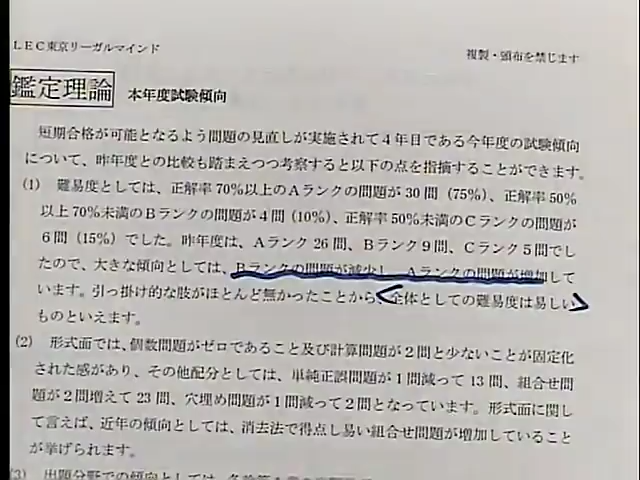 LEC東京リーガルマインド
複製・頒布を禁じます
鑑定理論 本年度試験傾向
短期合格が可能となるよう問題の見直しが実施されて4年目である今年度の試験傾向
について、昨年度との比較も踏まえつつ考察すると以下の点を指摘することができます。
(1) 難易度としては、正解率70%以上のAランクの問題が30問(75%)、正解率50%
以上70%未満のBランクの問題が4問(10%)、正解率50%未満のCランクの問題が
6問(15%)でした。昨年度は、Aランク26問、Bランク9問、Cランク5問でし
たので、大きな傾向としては、Bランクの問題が減少し、Aランクの問題が増加して
います。引っ掛け的な肢がほとんど無かったことから、全体としての難易度は易しい
ものといえます。
(2) 形式面では、個数問題がゼロであること及び計算問題が2問と少ないことが固定化
された感があり、その他配分としては、単純正誤問題が1問減って13問、組合せ問
題が2問増えて23問、穴埋め問題が1問減って2問となっています。形式面に関し
て言えば、近年の傾向としては、消去法で得点し易い組合せ問題が増加していること
が挙げられます。
(3) 出題分野での傾向としては、